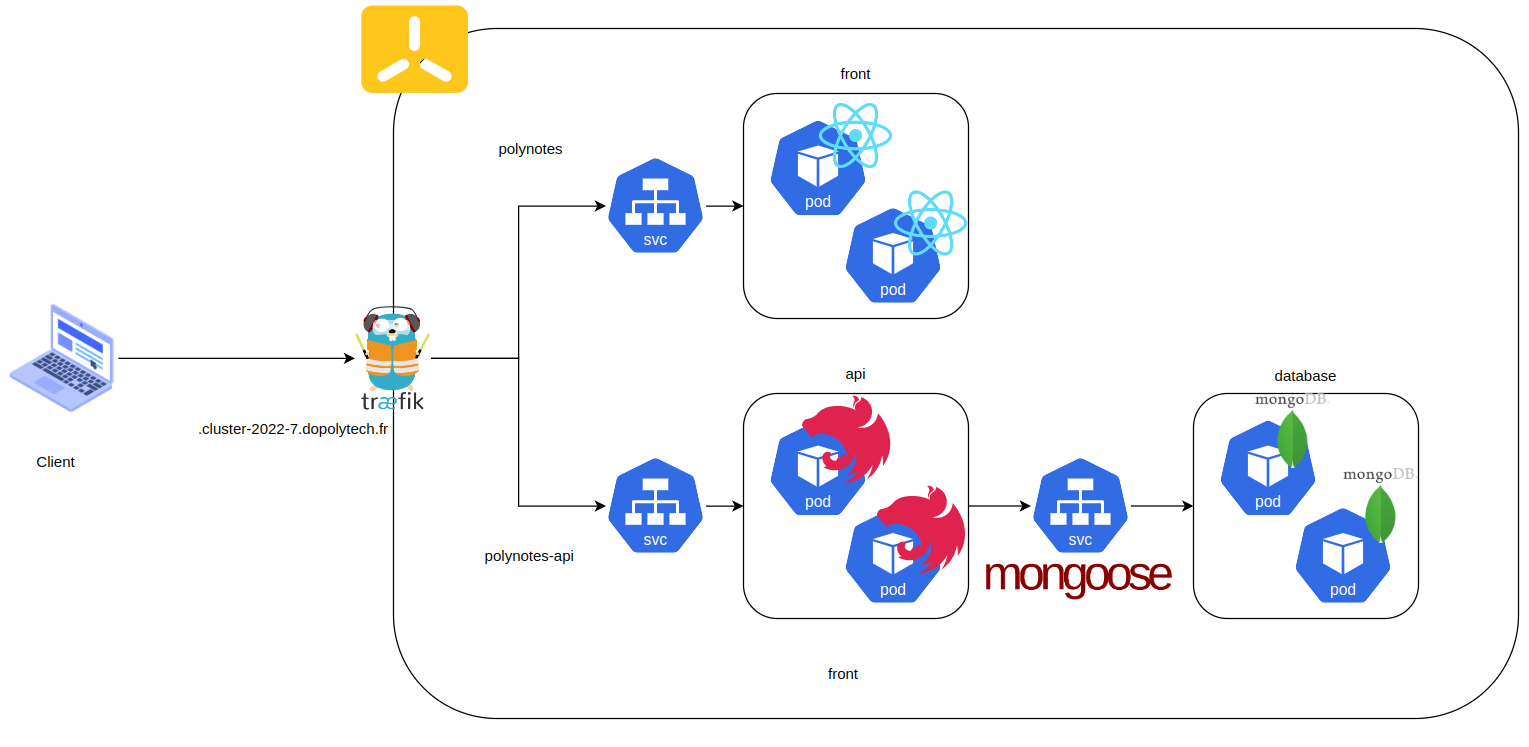 front
polynotes
pod
svc
pod
træfik
.cluster-2022-7.dopolytech.fr
Client
api
database
mongoDB.
mongoDB
pod
pod
svc
svc
pod
pod
polynotes-api
mongoose
front